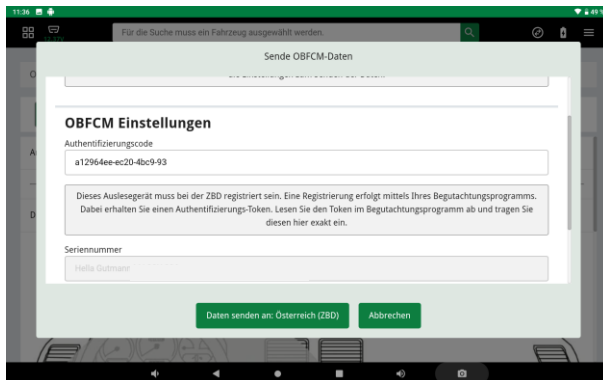 11:36
49 %
12.37V
Für die Suche muss ein Fahrzeug ausgewählt werden.
Sende OBFCM-Daten
OBFCM Einstellungen
Authentifizierungscode
a12964ee-ec20-4bc9-93
Dieses Auslesegerät muss bei der ZBD registriert sein. Eine Registrierung erfolgt mittels Ihres Begutachtungsprogramms.
Dabei erhalten Sie einen Authentifizierungs-Token. Lesen Sie den Token im Begutachtungsprogramm ab und tragen Sie
diesen hier exakt ein.
Seriennummer
Hella Gutmann
Daten senden an: Österreich (ZBD)
Abbrechen